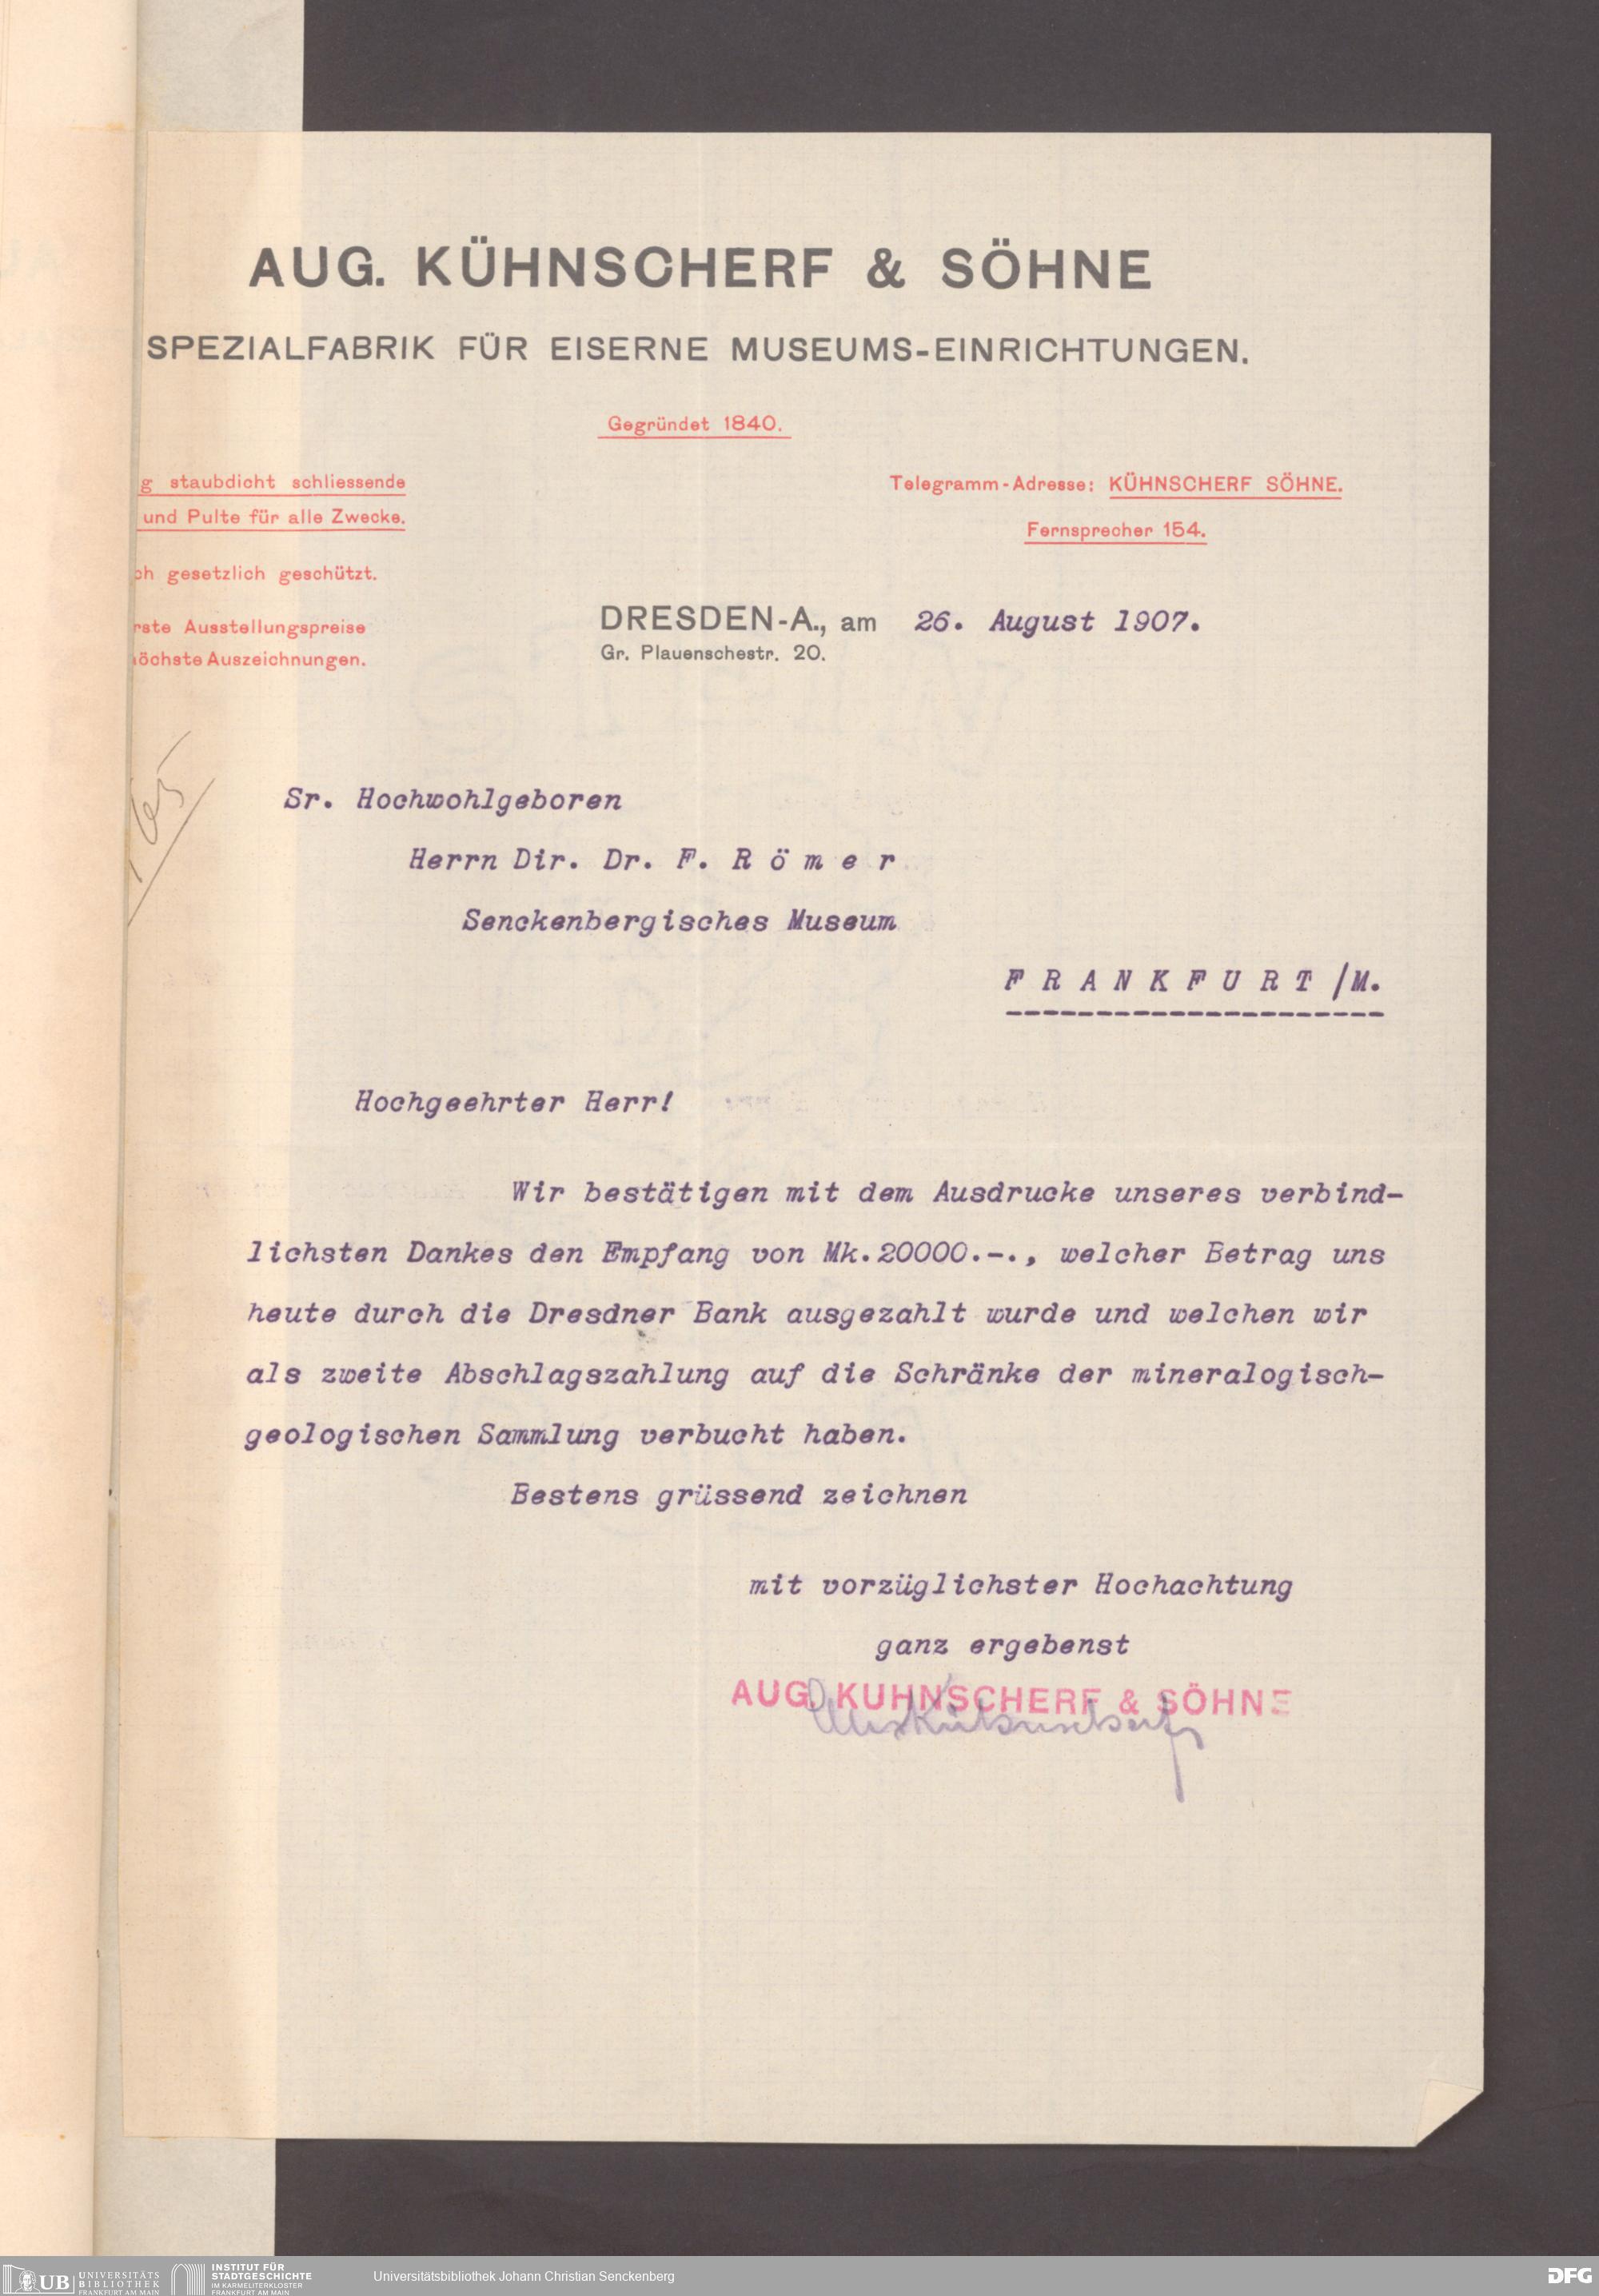 AUG. KÜHNSCHERF & SÖHNE
SPEZIALFABRIK FÜR EISERNE MUSEUMS-EINRICHTUNGEN.
Gegründet 1840.
g staubdicht schliessende
und Pulte für alle Zwecke.
ch gesetzlich geschützt.
rste Ausstellungspreise
höchste Auszeichnungen.
Telegramm-Adresse: KÜHNSCHERF SÖHNE.
Fernsprecher 154.
DRESDEN-A., am 26. August 1907.
Gr. Plauenschestr. 20.
Sr. Hochwohlgeboren
Herrn Dir. Dr. F. Römer
Senckenbergisches Museum
FRANKFURT/M.
Hochgeehrter Herr!
Wir bestätigen mit dem Ausdrucke unseres verbind-
lichsten Dankes den Empfang von Mk.20000.-., welcher Betrag uns
heute durch die Dresdner Bank ausgezahlt wurde und welchen wir
als zweite Abschlagszahlung auf die Schränke der mineralogisch-
geologischen Sammlung verbucht haben.
Bestens grüssend zeichnen
mit vorzüglichster Hochachtung
ganz ergebenst
AUG. KUHNSCHERF & SÖHNE
UB UNIVERSITÄTS
BIBLIOTHEK
FRANKFURT AM MAIN
INSTITUT FÜR
STADTGESCHICHTE
IM KARMELITERKLOSTER
FRANKFURT AM MAIN
Universitätsbibliothek Johann Christian Senckenberg
DFG